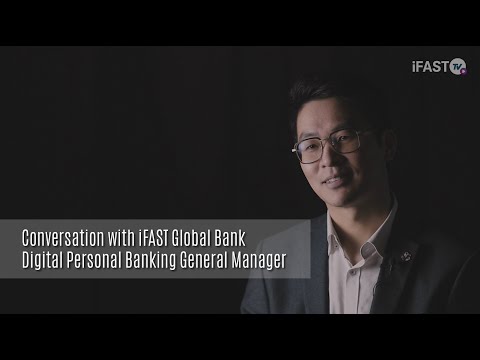 iFAST TV
Conversation with iFAST Global Bank
Digital Personal Banking General Manager